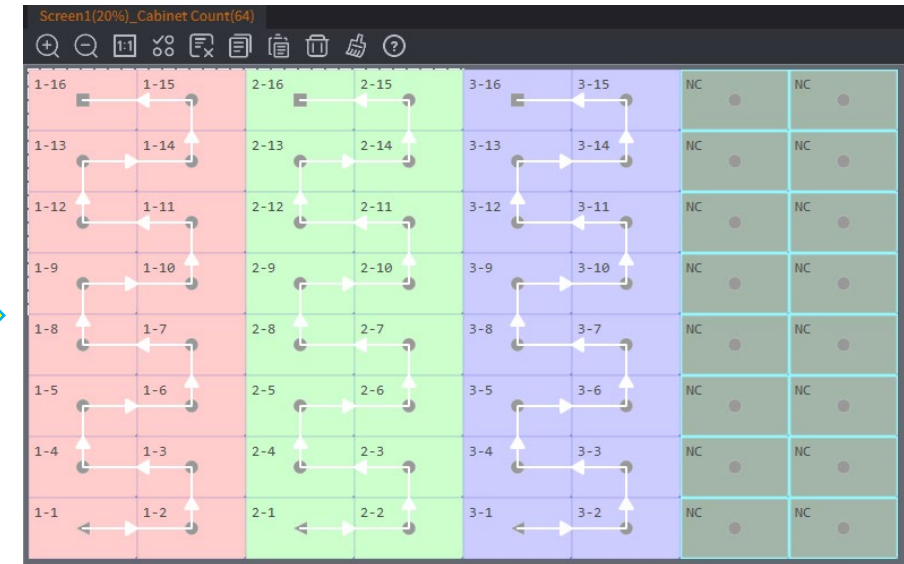 Screen1(20%)_Cabinet Count(64)
1:1
1-16 1-15 2-16 2-15 3-16 3-15 NC NC
1-13 1-14 2-13 2-14 3-13 3-14 NC NC
1-12 1-11 2-12 2-11 3-12 3-11 NC NC
1-9 1-10 2-9 2-10 3-9 3-10 NC NC
1-8 1-7 2-8 2-7 3-8 3-7 NC NC
1-5 1-6 2-5 2-6 3-5 3-6 NC NC
1-4 1-3 2-4 2-3 3-4 3-3 NC NC
1-1 1-2 2-1 2-2 3-1 3-2 NC NC